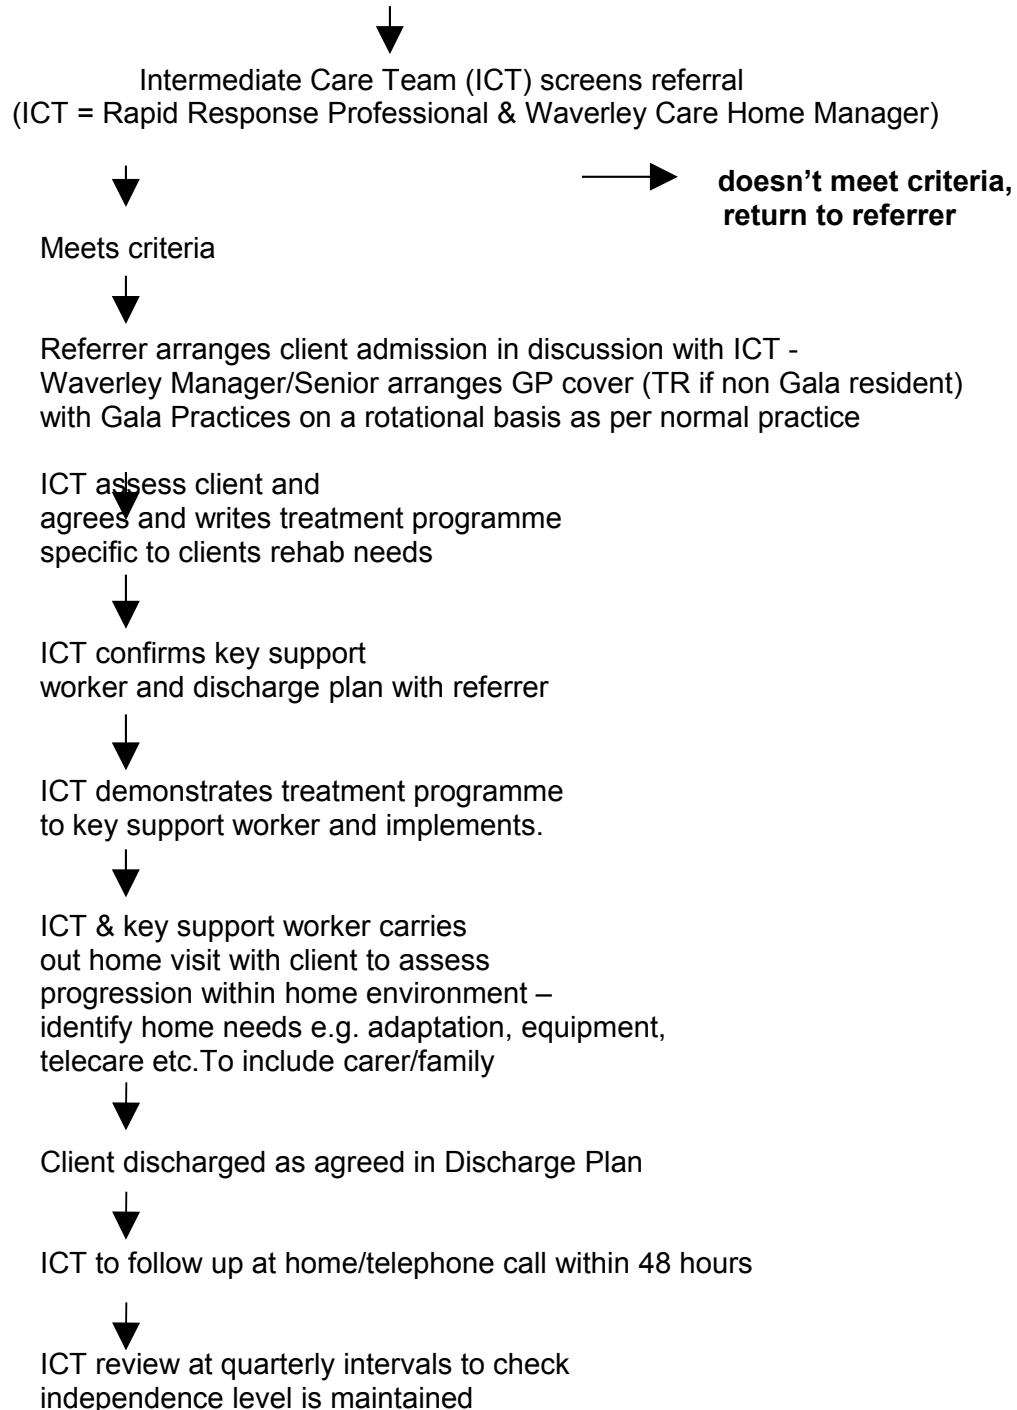 Intermediate Care Team (ICT) screens referral
(ICT = Rapid Response Professional & Waverley Care Home Manager)
doesn’t meet criteria,
return to referrer
Meets criteria
Referrer arranges client admission in discussion with ICT -
Waverley Manager/Senior arranges GP cover (TR if non Gala resident)
with Gala Practices on a rotational basis as per normal practice
ICT assess client and
agrees and writes treatment programme
specific to clients rehab needs
ICT confirms key support
worker and discharge plan with referrer
ICT demonstrates treatment programme
to key support worker and implements.
ICT & key support worker carries
out home visit with client to assess
progression within home environment –
identify home needs e.g. adaptation, equipment,
telecare etc.To include carer/family
Client discharged as agreed in Discharge Plan
ICT to follow up at home/telephone call within 48 hours
ICT review at quarterly intervals to check
independence level is maintained